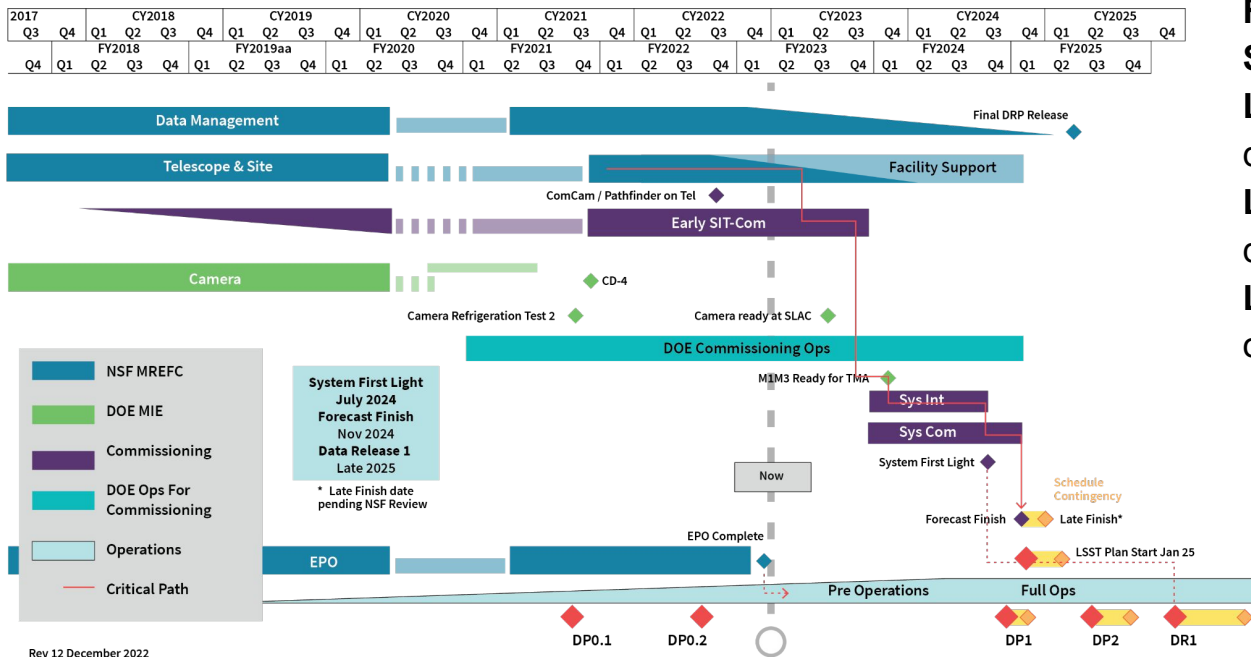 2017 CY2018 CY2019 CY2020 CY2021 CY2022 CY2023 CY2024 CY2025
Q3 Q4 Q1 Q2 Q3 Q4 Q1 Q2 Q3 Q4 Q1 Q2 Q3 Q4 Q1 Q2 Q3 Q4 Q1 Q2 Q3 Q4 Q1 Q2 Q3 Q4 Q1 Q2 Q3 Q4 Q1 Q2 Q3 Q4
FY2018 FY2019aa FY2020 FY2021 FY2022 FY2023 FY2024 FY2025
Q4 Q1 Q2 Q3 Q4 Q1 Q2 Q3 Q4 Q1 Q2 Q3 Q4 Q1 Q2 Q3 Q4 Q1 Q2 Q3 Q4 Q1 Q2 Q3 Q4 Q1 Q2 Q3 Q4 Q1 Q2 Q3 Q4
Data Management
Final DRP Release
Telescope & Site
Facility Support
ComCam / Pathfinder on Tel
Early SIT-Com
Camera
CD-4
Camera Refrigeration Test 2
Camera ready at SLAC
DOE Commissioning Ops
M1M3 Ready for TMA
Sys Int
Sys Com
System First Light
Now
Schedule
Contingency
Forecast Finish
Late Finish*
EPO Complete
LSST Plan Start Jan 25
EPO
Pre Operations
Full Ops
DP0.1
DP0.2
DP1
DP2
DR1
NSF MREFC
DOE MIE
Commissioning
DOE Ops For
Commissioning
Operations
Critical Path
System First Light
July 2024
Forecast Finish
Nov 2024
Data Release 1
Late 2025
* Late Finish date
pending NSF Review
Rev 12 December 2022